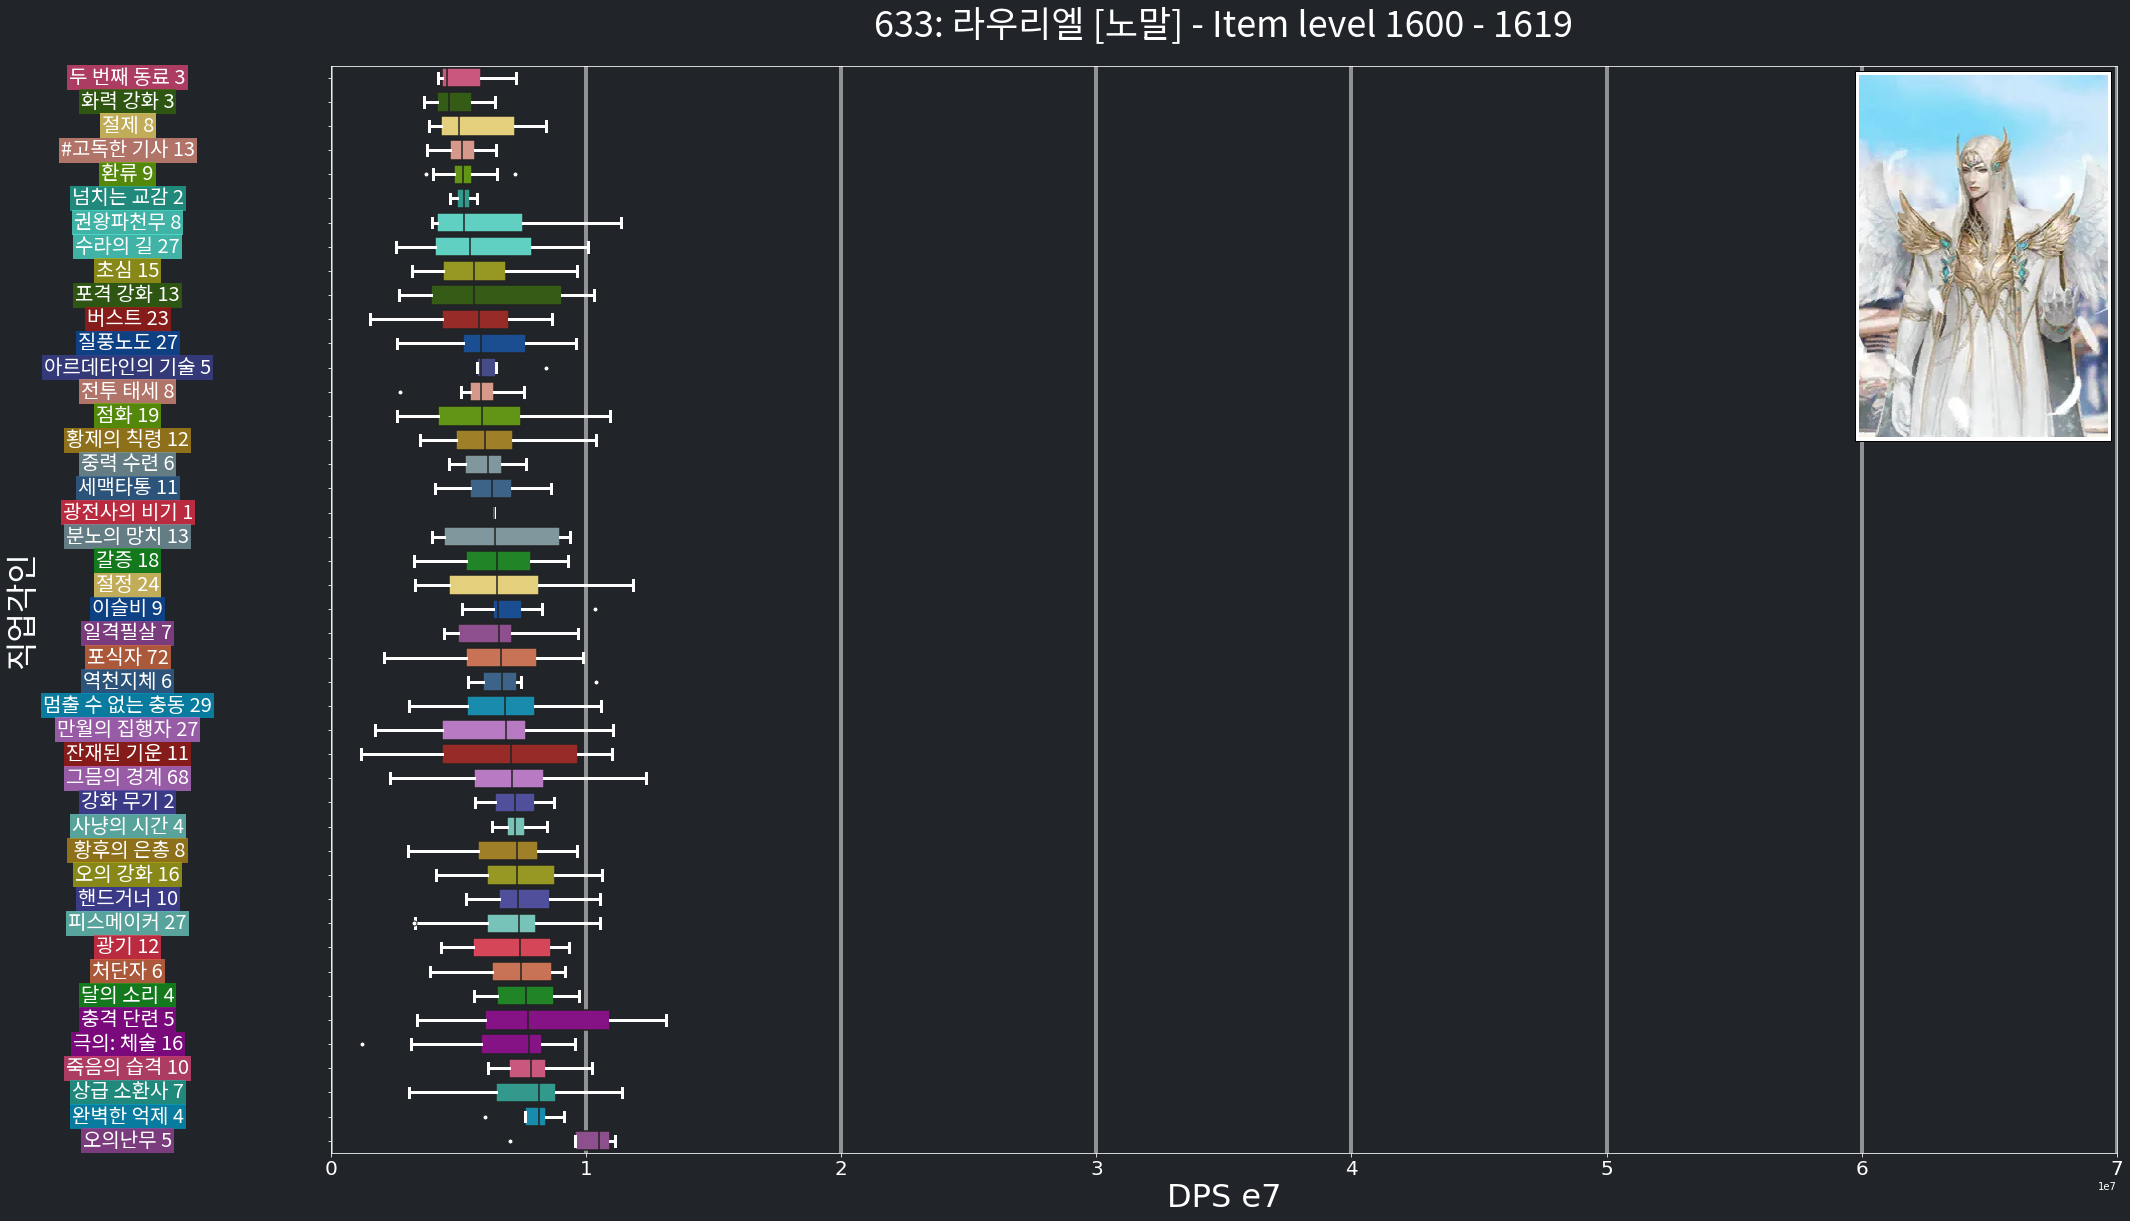 633: 라우리엘 [노말] - Item level 1600 - 1619
두 번째 동료 3
화력 강화 3
절제 8
#고독한 기사 13
환류 9
넘치는 교감 2
권왕파천무 8
수라의 길 27
초심 15
포격 강화 13
버스트 23
질풍노도 27
아르데타인의 기술 5
전투 태세 8
점화 19
황제의 칙령 12
중력 수련 6
세맥타통 11
광전사의 비기 1
분노의 망치 13
갈증 18
절정 24
이슬비 9
일격필살 7
포식자 72
역천지체 6
멈출 수 없는 충동 29
만월의 집행자 27
잔재된 기운 11
그믐의 경계 68
강화 무기 2
사냥의 시간 4
황후의 은총 8
오의 강화 16
핸드거너 10
피스메이커 27
광기 12
처단자 6
달의 소리 4
충격 단련 5
극의: 체술 16
죽음의 습격 10
상급 소환사 7
완벽한 억제 4
오의난무 5
직업각인
0 1 2 3 4 5 6 7
1e7
DPS e7